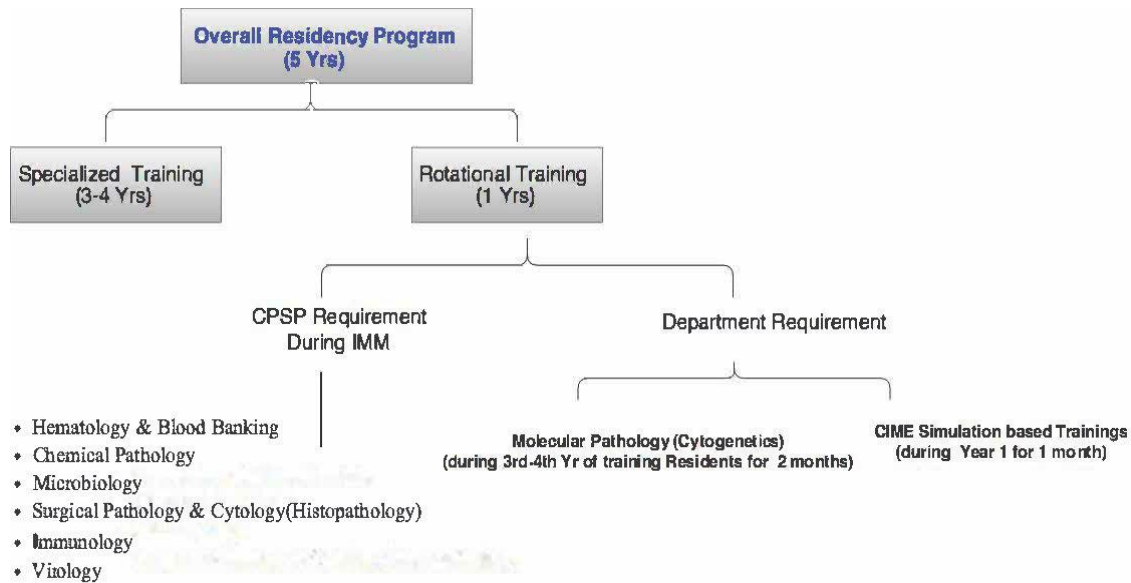 Overall Residency Program
(5 Yrs)
Specialized Training
(3-4 Yrs)
Rotational Training
(1 Yrs)
CPSP Requirement
During IMM
Department Requirement
• Hematology & Blood Banking
• Chemical Pathology
• Microbiology
• Surgical Pathology & Cytology(Histopathology)
• Immunology
• Virology
Molecular Pathology (Cytogenetics)
(during 3rd-4th Yr of training Residents for 2 months)
CIME Simulation based Trainings
(during Year 1 for 1 month)